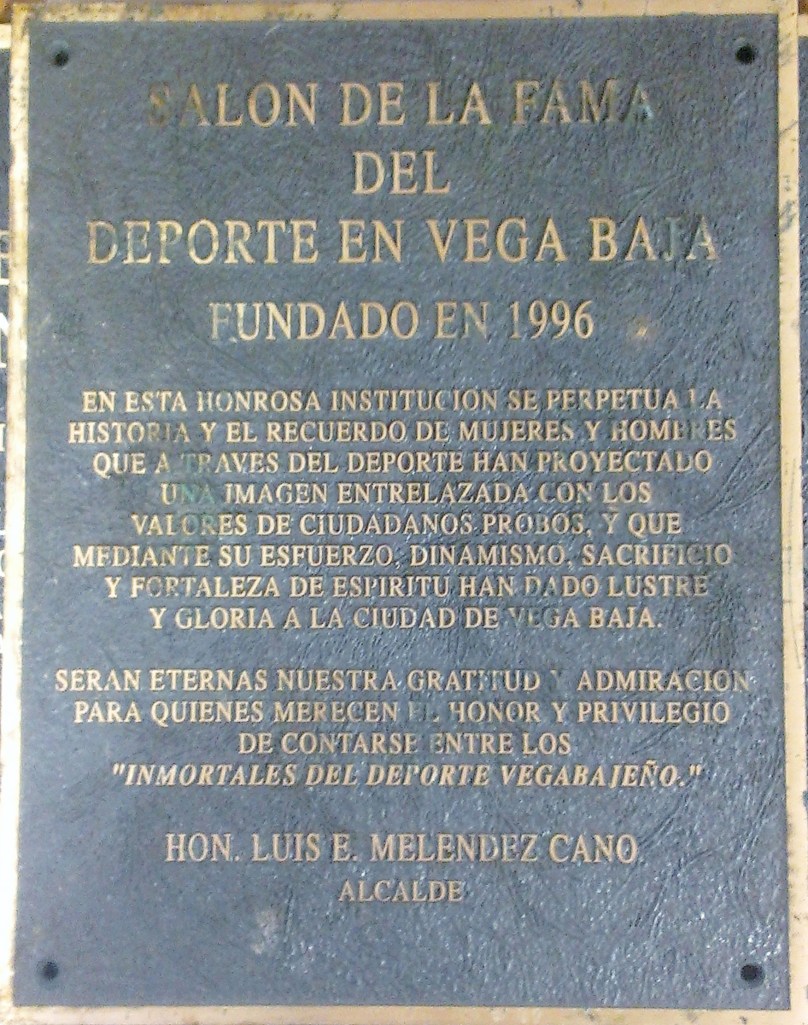 SALON DE LA FAMA
DEL
DEPORTE EN VEGA BAJA
FUNDADO EN 1996
EN ESTA HONROSA INSTITUCION SE PERPETUA LA
HISTORIA Y EL RECUERDO DE MUJERES Y HOMBRES
QUE A TRAVES DEL DEPORTE HAN PROYECTADO
UNA IMAGEN ENTRELAZADA CON LOS
VALORES DE CIUDADANOS PROBOS, Y QUE
MEDIANTE SU ESFUERZO, DINAMISMO, SACRIFICIO
Y FORTALEZA DE ESPIRITU HAN DADO LUSTRE
Y GLORIA A LA CIUDAD DE VEGA BAJA.
SERAN ETERNAS NUESTRA GRATITUD Y ADMIRACION
PARA QUIENES MERECEN EL HONOR Y PRIVILEGIO
DE CONTARSE ENTRE LOS
"INMORTALES DEL DEPORTE VEGABAJEÑO."
HON. LUIS E. MELENDEZ CANO
ALCALDE